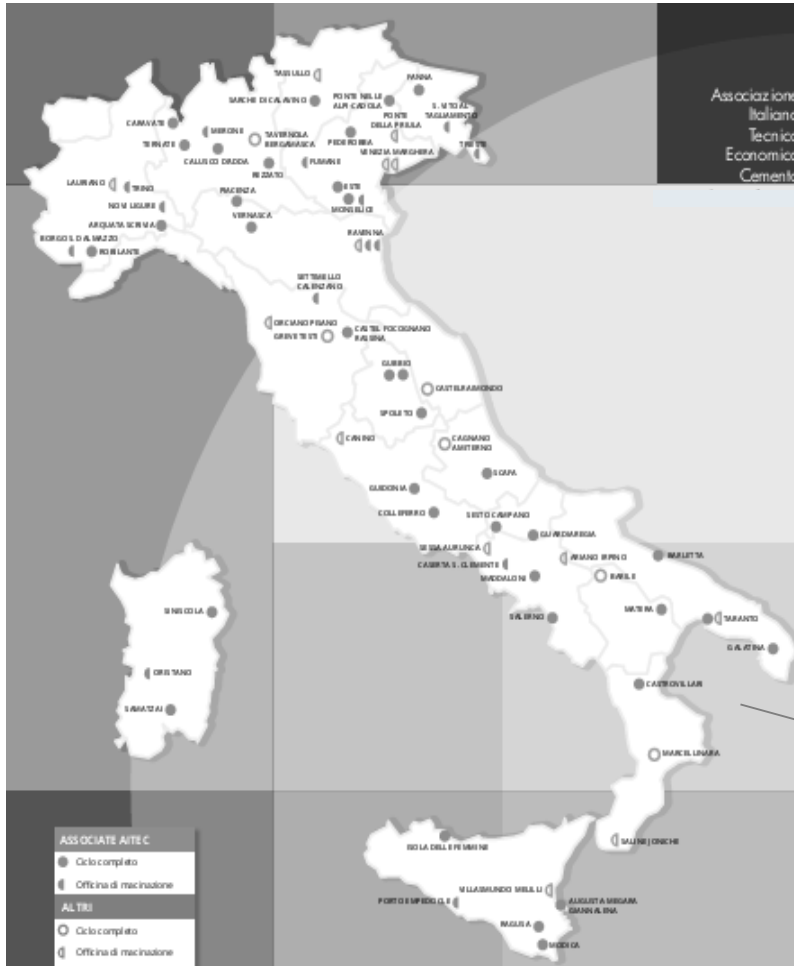 Associazione
Italiana
Tecnico
Economica
Cemento
TASSULLO
FANNA
SARCHE DI CALAVINO
PONTE NELLE
ALPI-CADOLA
S. VITO AL
TAGLIAMENTO
PONTE
DELLA PRIULA
CARAVATE
MERONE
TAVERNOLA
BERGAMASCA
PEDEROBBA
TRIESTE
TERNATE
VENEZIA MARGHERA
CALUSCO D'ADDA
FUMANE
REZZATO
LAURIANO
TRINO
PIACENZA
ESTE
NOVI LIGURE
MONSELICE
VERNASCA
ARQUATA SCRIVIA
RAVENNA
BORGO S. DALMAZZO
ROBILANTE
SETTIMELLO
CALENZANO
ORCIANO PISANO
CASTEL FOCOGNANO
RASSINA
GREVE TESTI
GUBBIO
CASTELRAIMONDO
SPOLETO
CANINO
CAGNANO
AMITERNO
SCAFA
GUIDONIA
COLLEFERRO
SESTO CAMPANO
GUARDIAREGIA
SESSA AURUNCA
ARIANO IRPINO
BARLETTA
CASERTA S. CLEMENTE
MADDALONI
BARILE
SINISCOLA
MATERA
SALERNO
TARANTO
GALATINA
ORISTANO
CASTROVILLARI
SAMATZAI
MARCELLINARA
SALINE JONICHE
ISOLA DELLE FEMMINE
VILLASMUNDO MELILLI
PORTO EMPEDOCLE
AUGUSTA MEGARA
GIANNALENA
RAGUSA
MODICA
ASSOCIATE AITEC
Ciclo completo
Officina di macinazione
ALTRI
Ciclo completo
Officina di macinazione